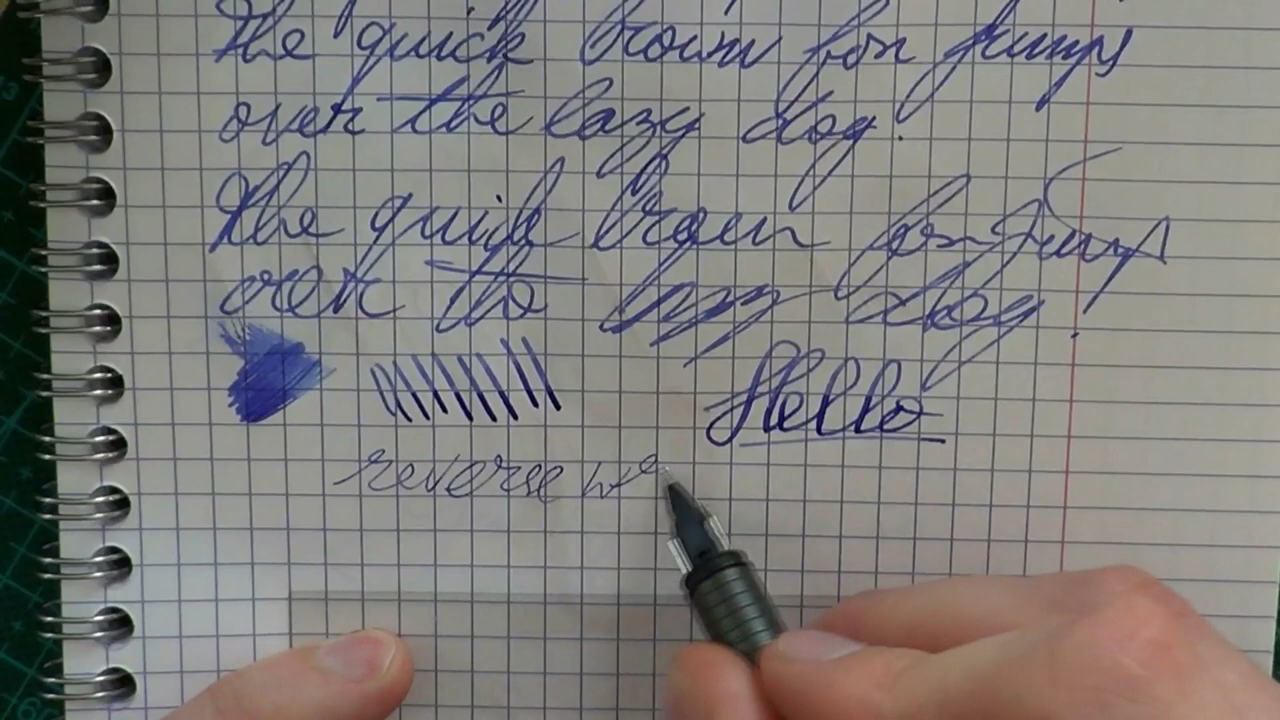 The quick brown fox jumps
over the lazy dog!
The quick brown fox jumps
over the lazy dog!
Hello
reverse